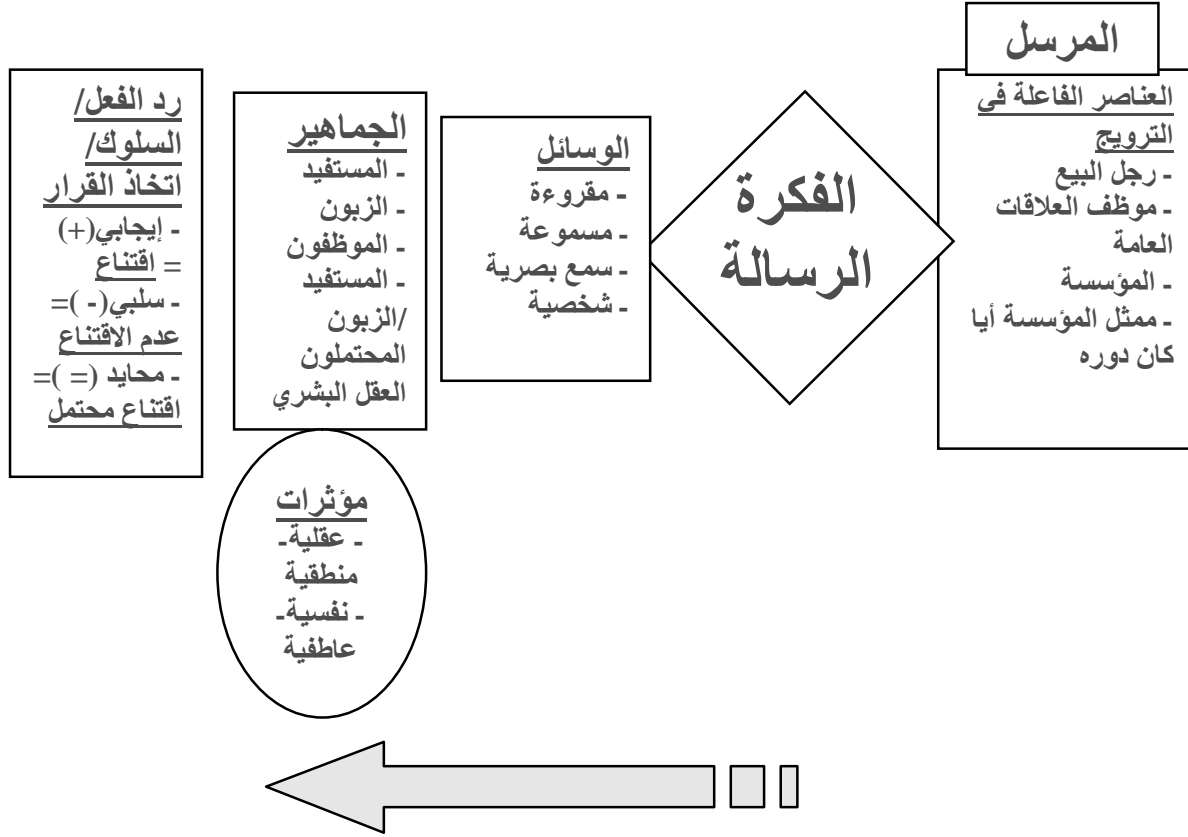 المرسل
العناصر الفاعلة في
الترويج
- رجل البيع
- موظف العلاقات
العامة
- المؤسسة
- ممثل المؤسسة أيا
كان دوره
الفكرة
الرسالة
الوسائل
- مقروءة
- مسموعة
- سمع بصرية
- شخصية
الجماهير
- المستفيد
- الزبون
- الموظفون
- المستفيد
/الزبون
المحتملون
العقل البشري
مؤثرات
- عقلية-
منطقية
- نفسية-
عاطفية
رد الفعل/
السلوك/
اتخاذ القرار
- إيجابي(+)
= اقتناع
- سلبي(- )=
عدم الاقتناع
- محايد (= )=
اقتناع محتمل